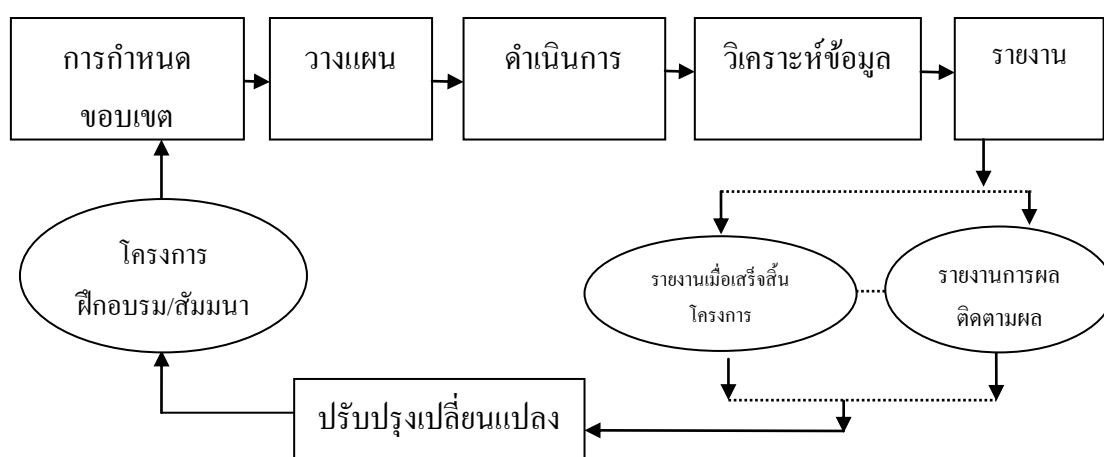 การกำหนด
ขอบเขต
วางแผน
ดำเนินการ
วิเคราะห์ข้อมูล
รายงาน
โครงการ
ฝึกอบรม/สัมมนา
รายงานเมื่อเสร็จสิ้น
โครงการ
รายงานการผล
ติดตามผล
ปรับปรุงเปลี่ยนแปลง